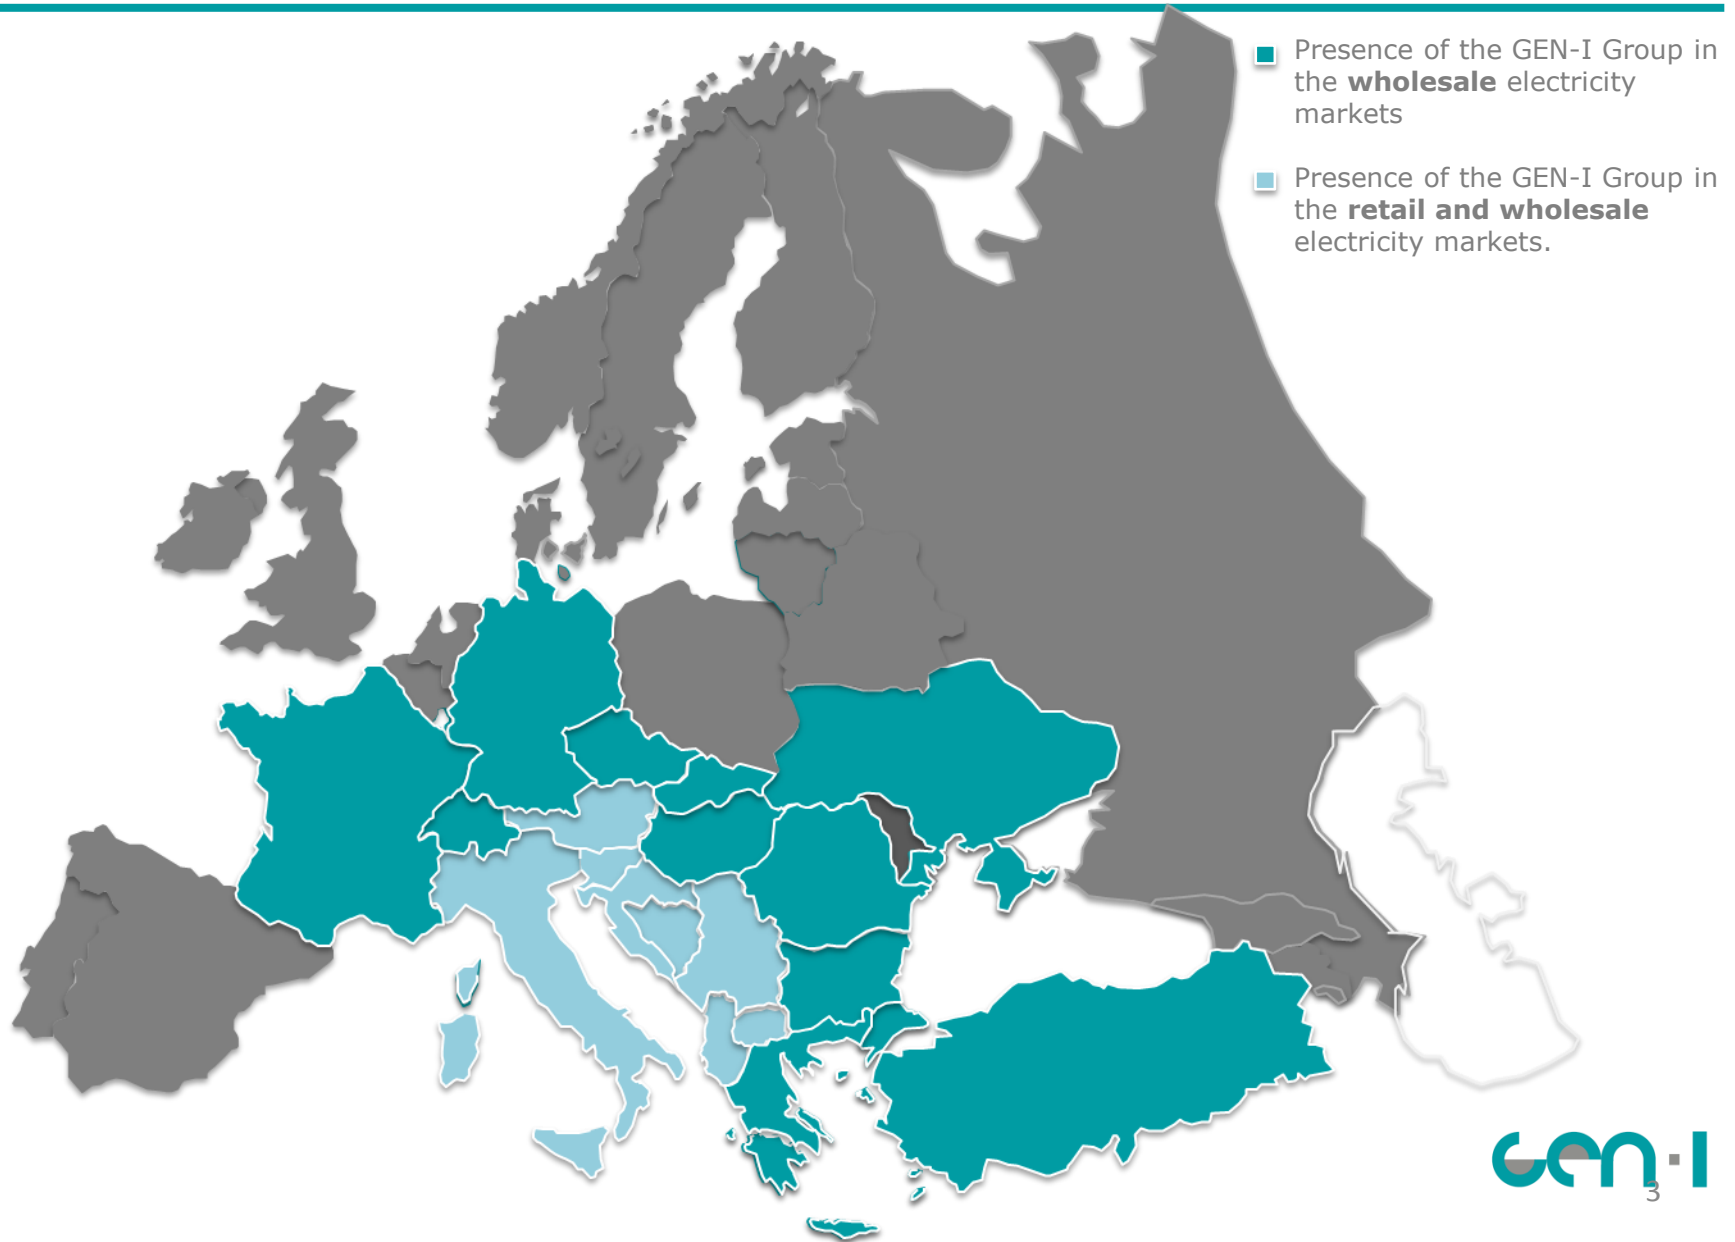 Presence of the GEN-I Group in
the wholesale electricity
markets
Presence of the GEN-I Group in
the retail and wholesale
electricity markets.
gen-i
3